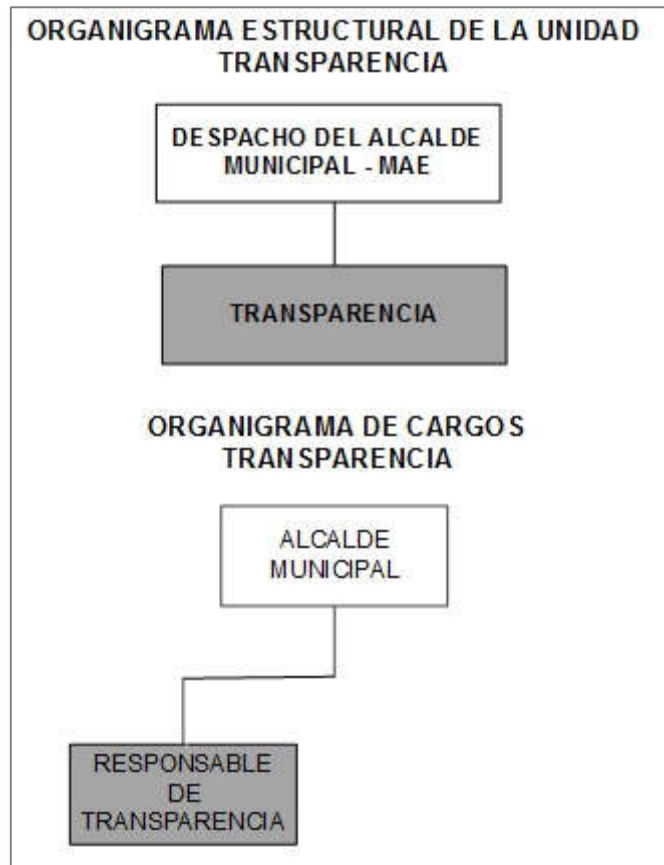 ORGANIGRAMA ESTRUCTURAL DE LA UNIDAD
TRANSPARENCIA
DESPACHO DEL ALCALDE
MUNICIPAL - MAE
TRANSPARENCIA
ORGANIGRAMA DE CARGOS
TRANSPARENCIA
ALCALDE
MUNICIPAL
RESPONSABLE
DE
TRANSPARENCIA